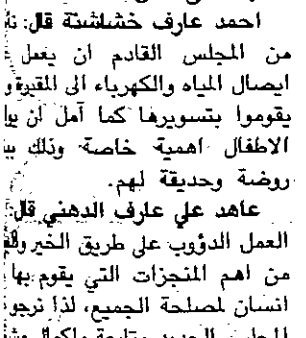 احمد عارف خشاشنة قال:
من المجلس القادم ان يعمل
ايصال المياه والكهرباء الى المقبرة و
يقوموا بتسويرها كما آمل ان
الاطفال اهمية خاصة وذلك
روضة وحديقة لهم.
عاهد علي عارف الدهني قال:
العمل الدؤوب على طريق الخير
من اهم المنجزات التي يقوم بها
انسان لمصلحة الجميع، لذا نرجو